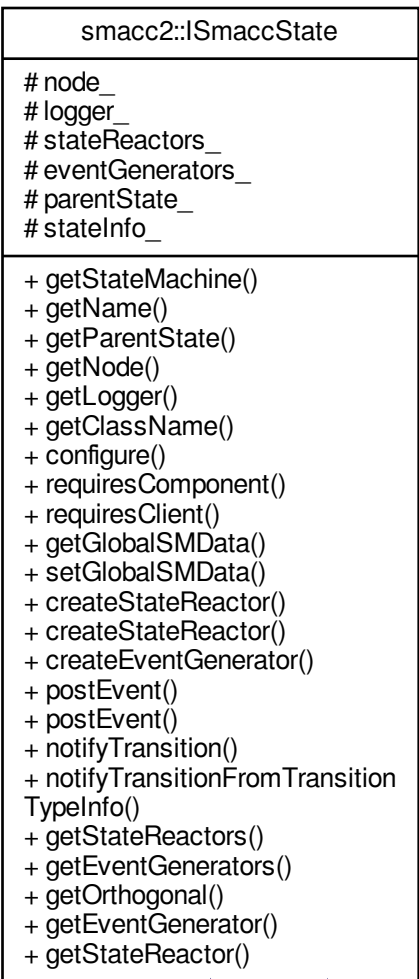 smacc2::ISmaccState
# node_
# logger_
# stateReactors_
# eventGenerators_
# parentState_
# stateInfo_
+ getStateMachine()
+ getName()
+ getParentState()
+ getNode()
+ getLogger()
+ getClassName()
+ configure()
+ requiresComponent()
+ requiresClient()
+ getGlobalSMData()
+ setGlobalSMData()
+ createStateReactor()
+ createStateReactor()
+ createEventGenerator()
+ postEvent()
+ postEvent()
+ notifyTransition()
+ notifyTransitionFromTransition
TypeInfo()
+ getStateReactors()
+ getEventGenerators()
+ getOrthogonal()
+ getEventGenerator()
+ getStateReactor()